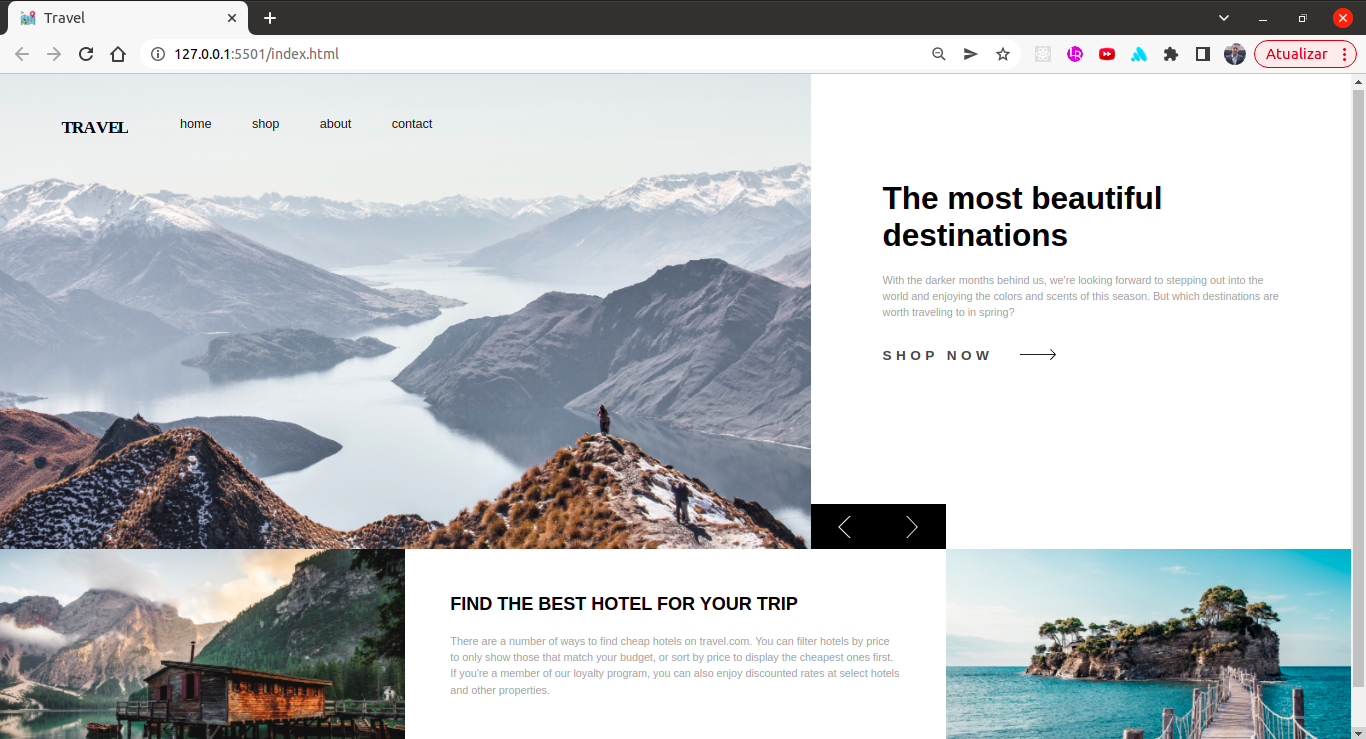 Travel
127.0.0.1:5501/index.html
LR
Atualizar
TRAVEL
home
shop
about
contact
The most beautiful
destinations
With the darker months behind us, we're looking forward to stepping out into the
world and enjoying the colors and scents of this season. But which destinations are
worth traveling to in spring?
SHOP NOW
FIND THE BEST HOTEL FOR YOUR TRIP
There are a number of ways to find cheap hotels on travel.com. You can filter hotels by price
to only show those that match your budget, or sort by price to display the cheapest ones first.
If you're a member of our loyalty program, you can also enjoy discounted rates at select hotels
and other properties.